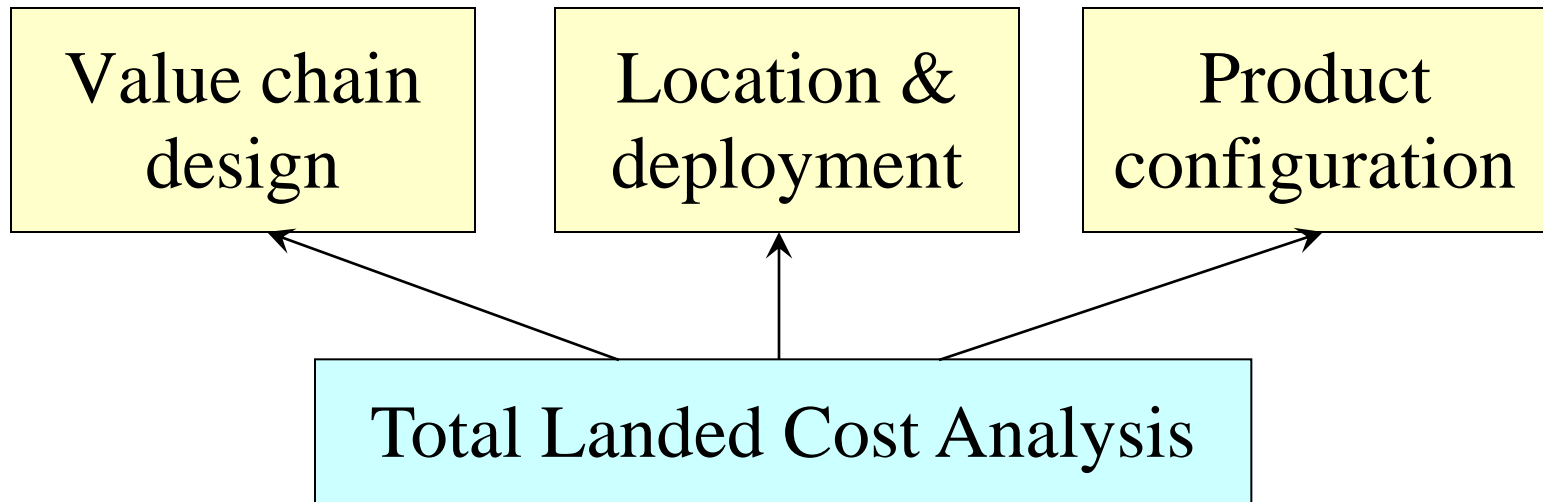 Value chain
design
Location &
deployment
Product
configuration
Total Landed Cost Analysis